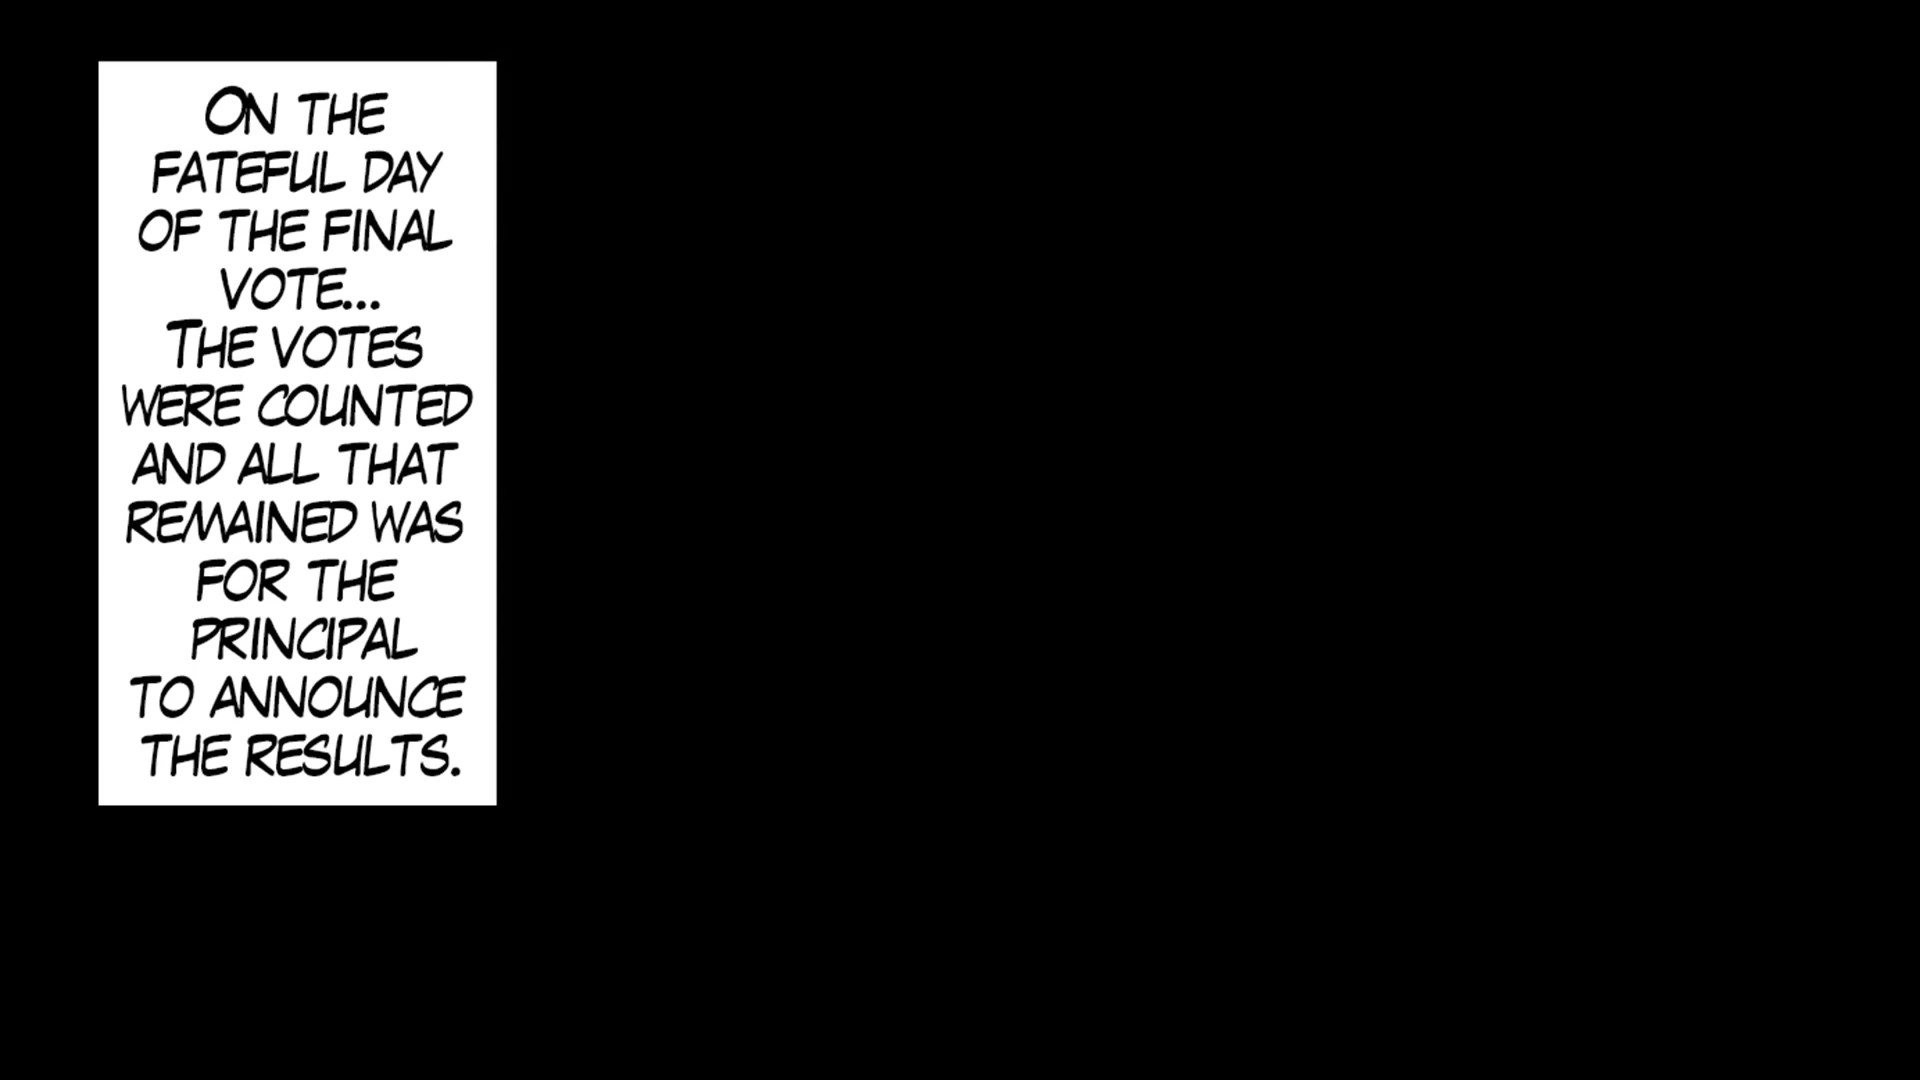 On the
fateful day
of the final
vote...
The votes
were counted
and all that
remained was
for the
principal
to announce
the results.